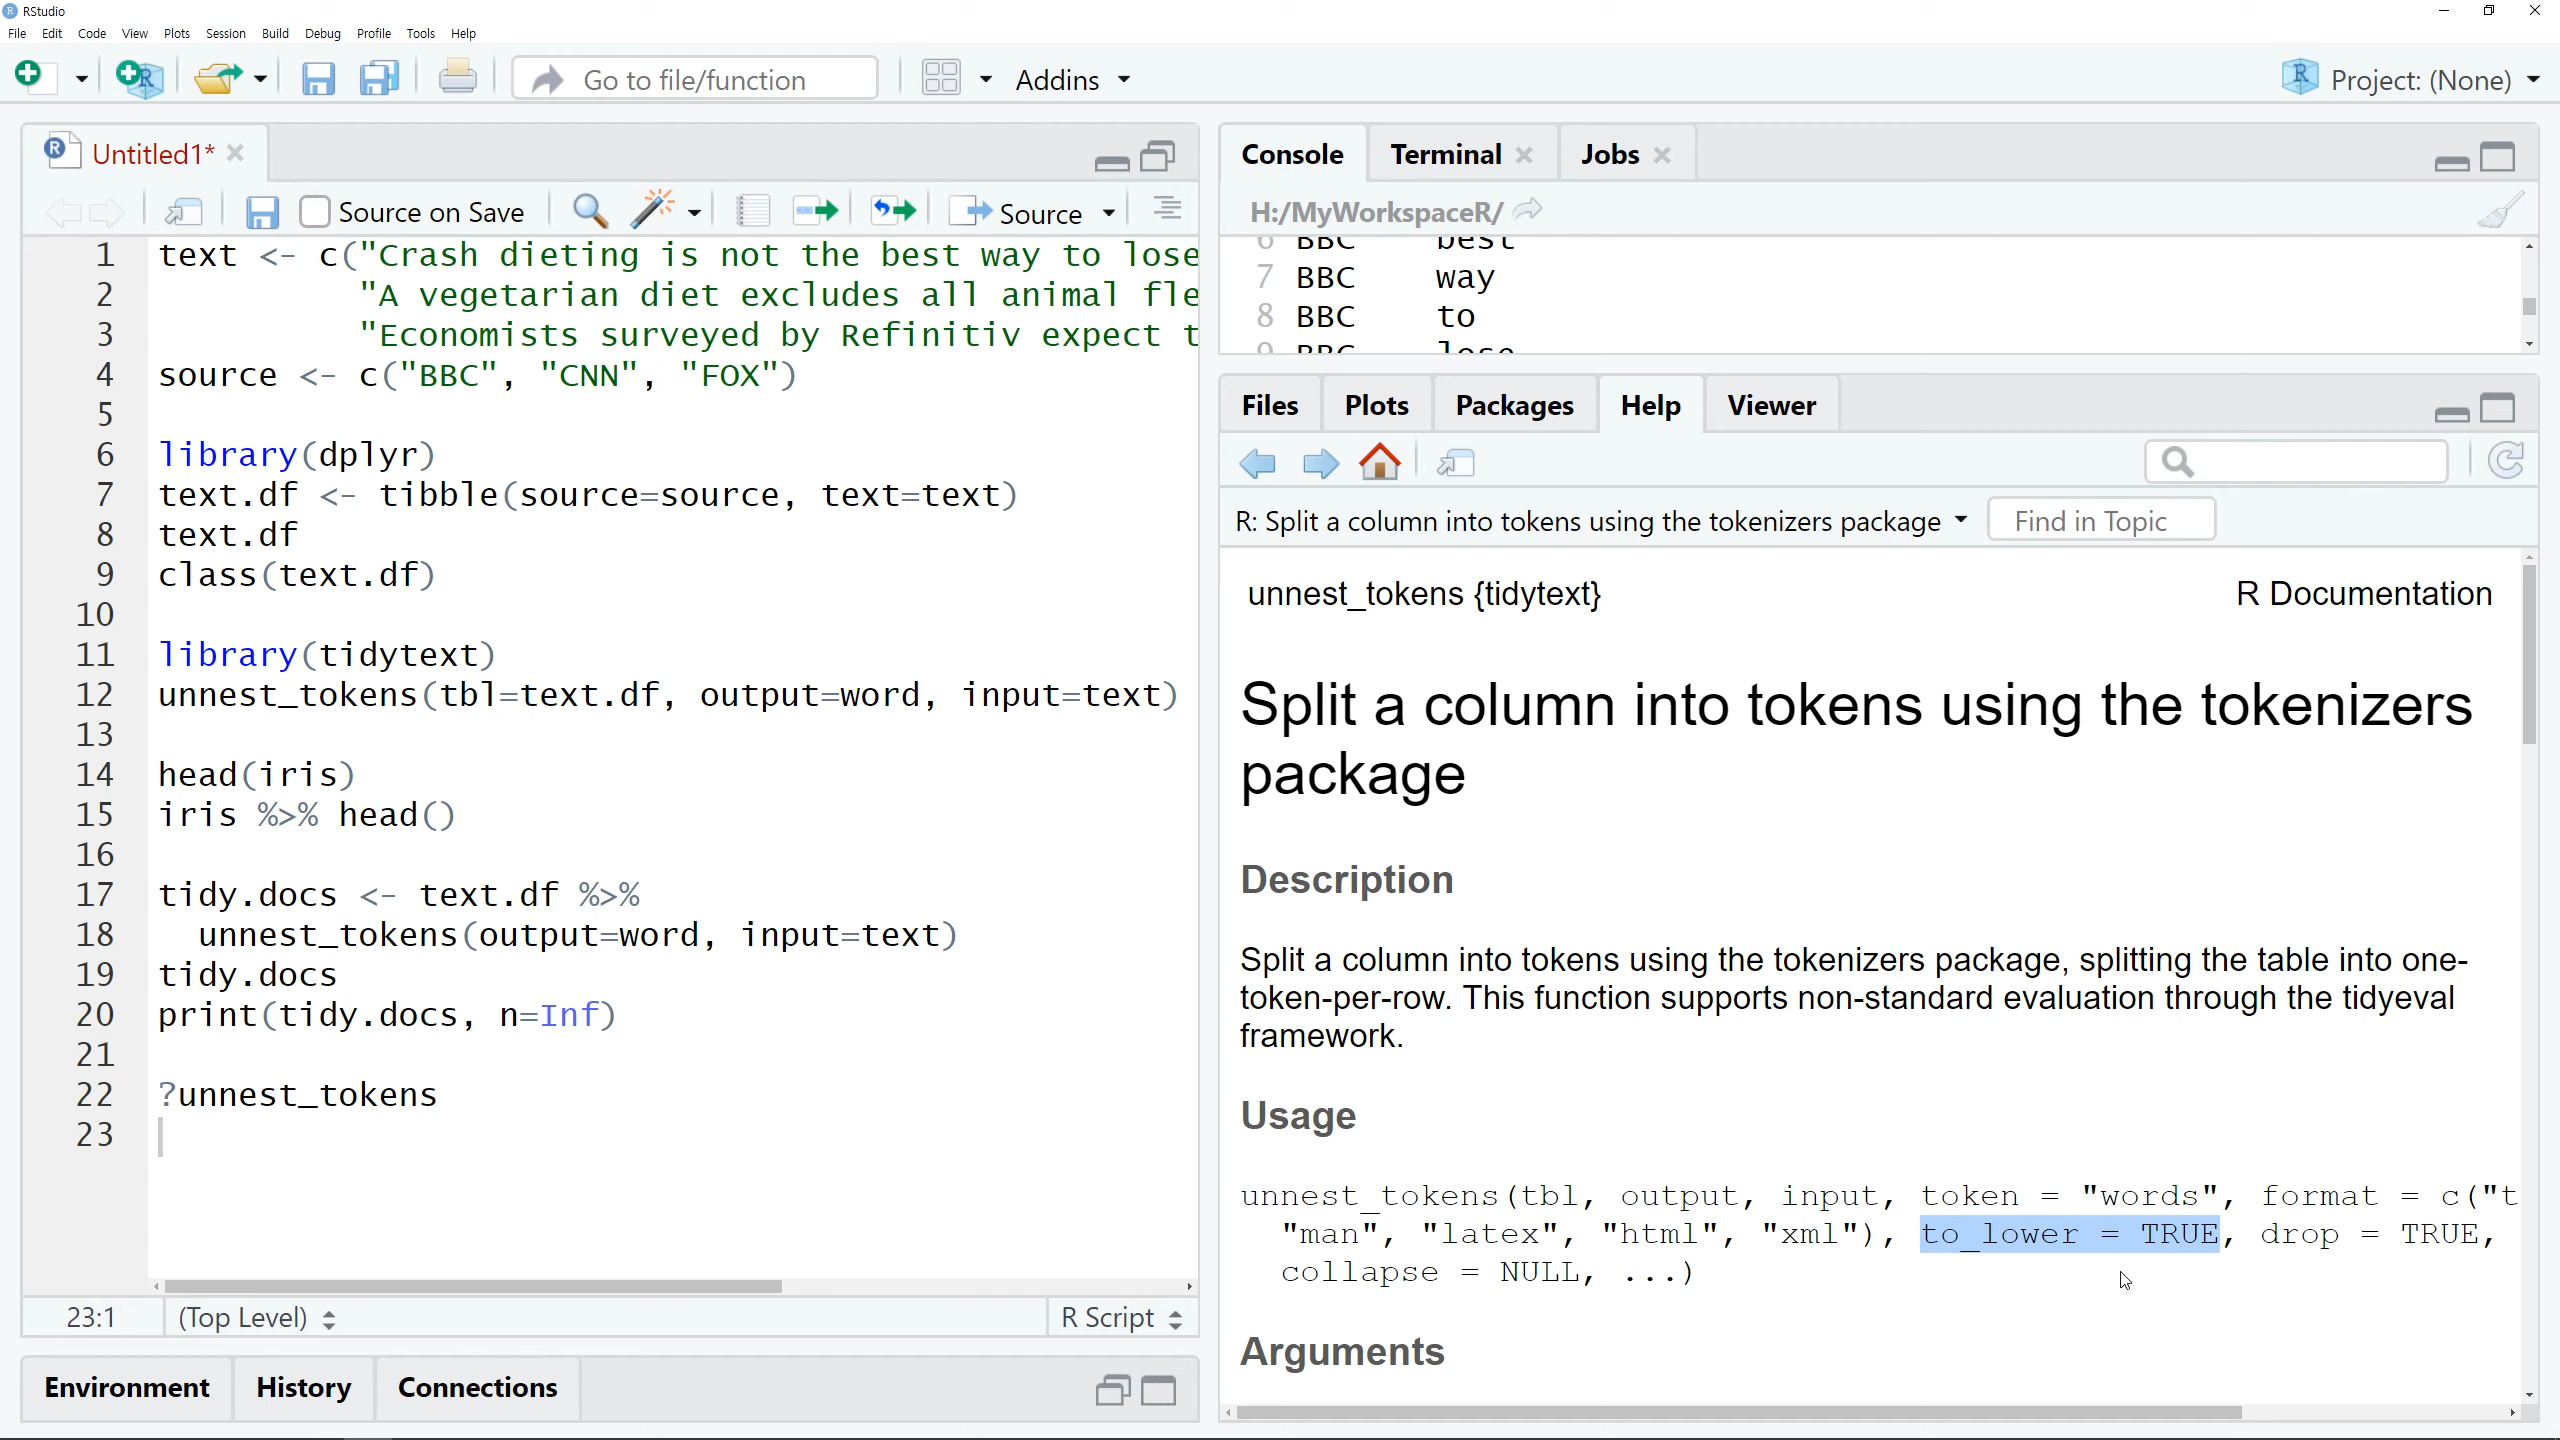 RStudio
File Edit Code View Plots Session Build Debug Profile Tools Help
Go to file/function Addins Project: (None)
Untitled1*
Source on Save Source
1 text <- c("Crash dieting is not the best way to lose
2 "A vegetarian diet excludes all animal fle
3 "Economists surveyed by Refinitiv expect t
4 source <- c("BBC", "CNN", "FOX")
5
6 library(dplyr)
7 text.df <- tibble(source=source, text=text)
8 text.df
9 class(text.df)
10
11 library(tidytext)
12 unnest_tokens(tbl=text.df, output=word, input=text)
13
14 head(iris)
15 iris %>% head()
16
17 tidy.docs <- text.df %>%
18 unnest_tokens(output=word, input=text)
19 tidy.docs
20 print(tidy.docs, n=Inf)
21
22 ?unnest_tokens
23
23:1 (Top Level) R Script
Environment History Connections
Console Terminal Jobs
H:/MyWorkspaceR/
6 BBC best
7 BBC way
8 BBC to
9 BBC lose
Files Plots Packages Help Viewer
R: Split a column into tokens using the tokenizers package Find in Topic
unnest_tokens {tidytext} R Documentation
Split a column into tokens using the tokenizers
package
Description
Split a column into tokens using the tokenizers package, splitting the table into one-
token-per-row. This function supports non-standard evaluation through the tidyeval
framework.
Usage
unnest_tokens(tbl, output, input, token = "words", format = c("t
"man", "latex", "html", "xml"), to_lower = TRUE, drop = TRUE,
collapse = NULL, ...)
Arguments